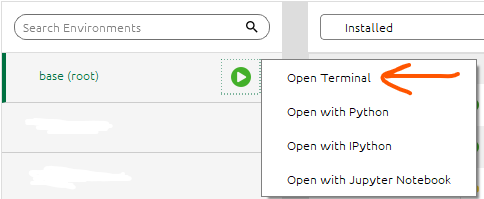 Search Environments
Installed
base (root)
Open Terminal
Open with Python
Open with IPython
Open with Jupyter Notebook